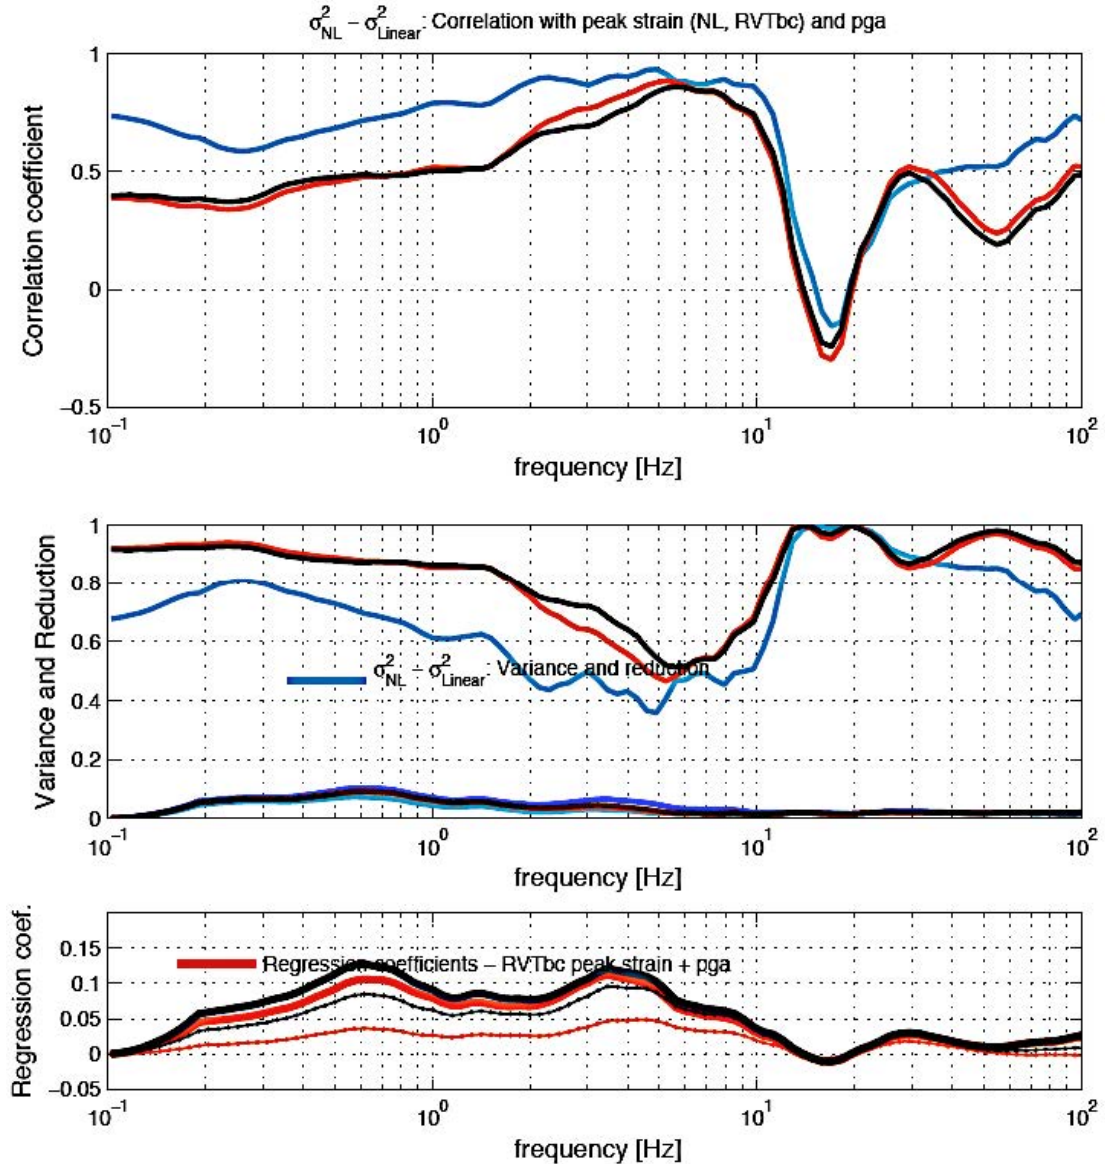 σ²NL − σ²Linear: Correlation with peak strain (NL, RVTbc) and pga
1
0.5
0
−0.5
Correlation coefficient
10⁻¹ 10⁰ 10¹ 10²
frequency [Hz]
1
0.8
0.6
0.4
0.2
0
Variance and Reduction
σ²NL − σ²Linear: Variance and reduction
10⁻¹ 10⁰ 10¹ 10²
frequency [Hz]
0.15
0.1
0.05
0
−0.05
Regression coef.
Regression coefficients − RVTbc peak strain + pga
10⁻¹ 10⁰ 10¹ 10²
frequency [Hz]